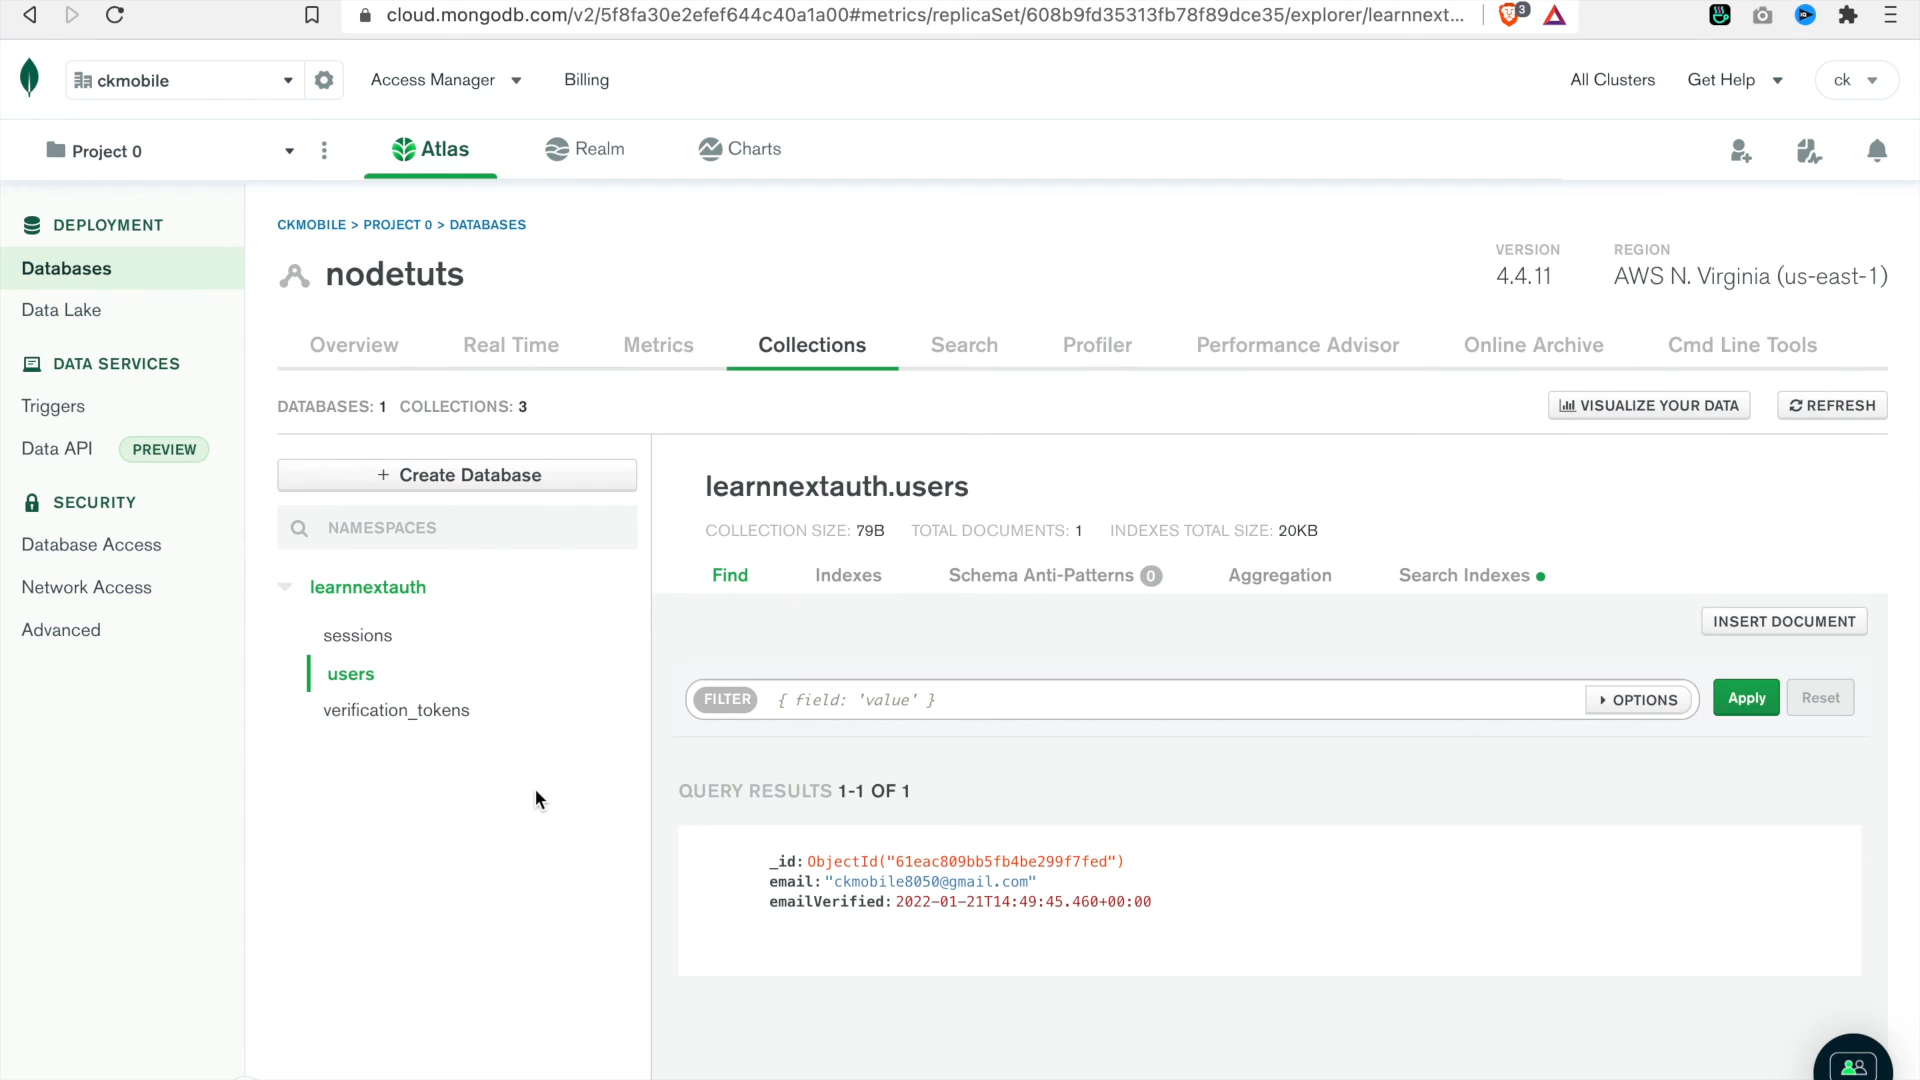 cloud.mongodb.com/v2/5f8fa30e2efef644c40a1a00#metrics/replicaSet/608b9fd35313fb78f89dce35/explorer/learnnext...
3
ckmobile
Access Manager
Billing
All Clusters
Get Help
ck
Project 0
Atlas
Realm
Charts
DEPLOYMENT
Databases
Data Lake
DATA SERVICES
Triggers
Data API PREVIEW
SECURITY
Database Access
Network Access
Advanced
CKMOBILE > PROJECT 0 > DATABASES
nodetuts
VERSION
4.4.11
REGION
AWS N. Virginia (us-east-1)
Overview
Real Time
Metrics
Collections
Search
Profiler
Performance Advisor
Online Archive
Cmd Line Tools
DATABASES: 1 COLLECTIONS: 3
VISUALIZE YOUR DATA
REFRESH
+ Create Database
NAMESPACES
learnnextauth
sessions
users
verification_tokens
learnnextauth.users
COLLECTION SIZE: 79B TOTAL DOCUMENTS: 1 INDEXES TOTAL SIZE: 20KB
Find
Indexes
Schema Anti-Patterns 0
Aggregation
Search Indexes
INSERT DOCUMENT
FILTER { field: 'value' }
OPTIONS
Apply
Reset
QUERY RESULTS 1-1 OF 1
_id: ObjectId("61eac809bb5fb4be299f7fed")
email: "ckmobile8050@gmail.com"
emailVerified: 2022-01-21T14:49:45.460+00:00